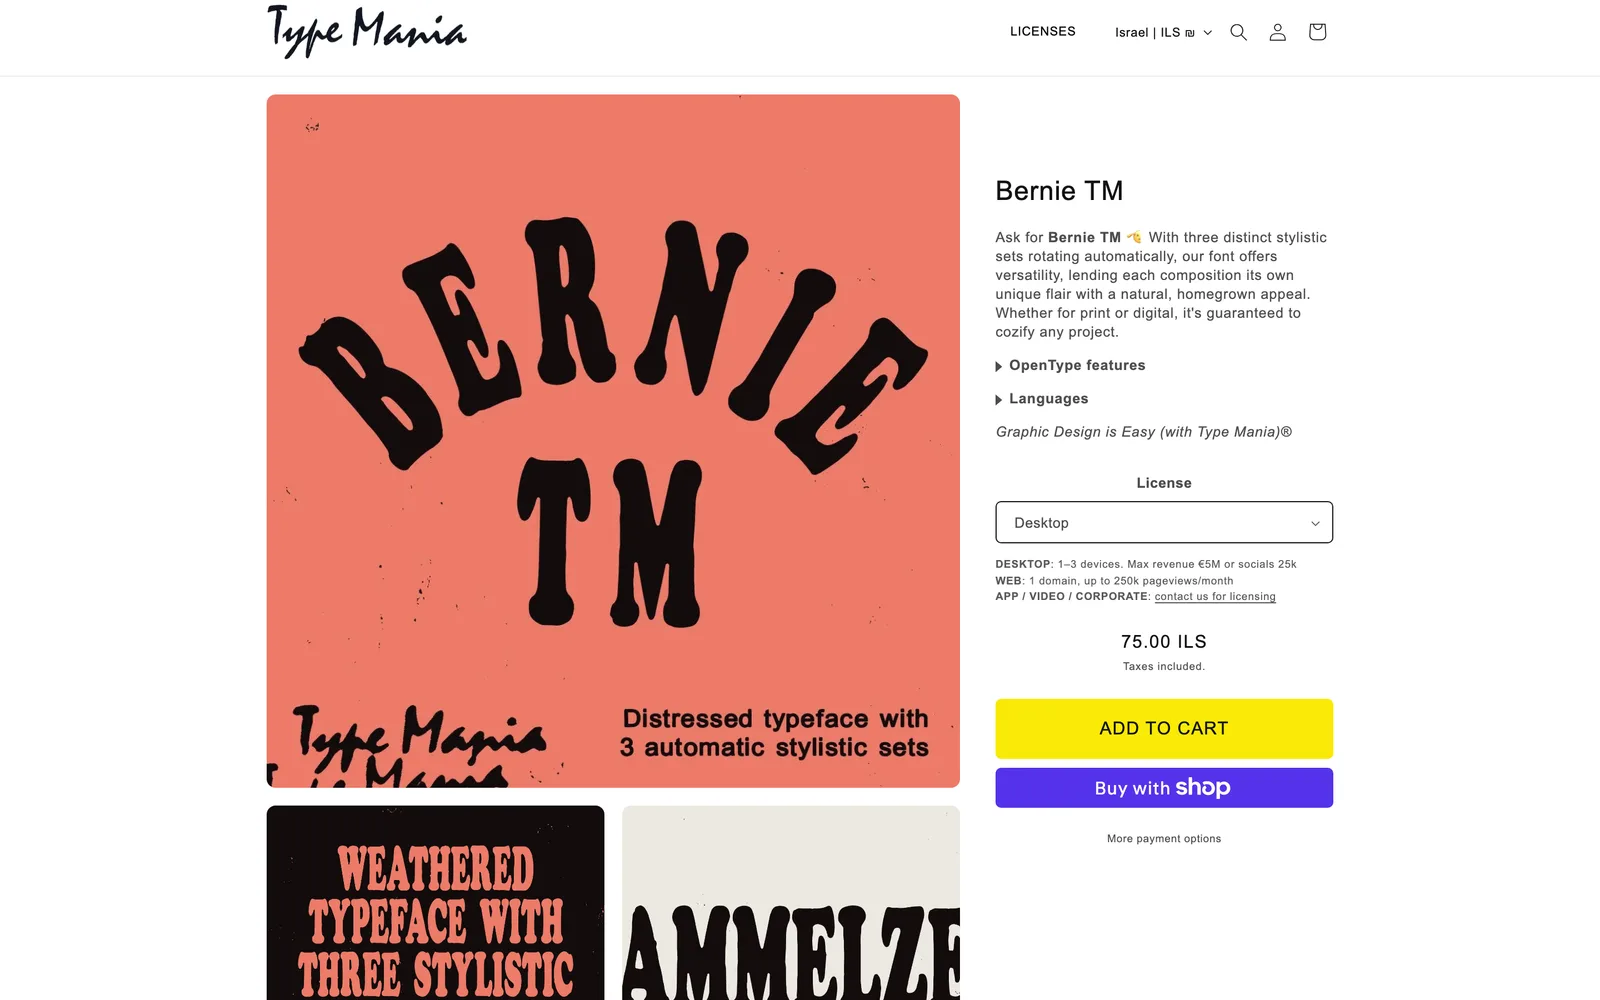 Type Mania
LICENSES
Israel | ILS ₪
BERNIE
TM
Type Mania
Distressed typeface with
3 automatic stylistic sets
WEATHERED
TYPEFACE WITH
THREE STYLISTIC
AMMELZE
Bernie TM
Ask for Bernie TM 🤙 With three distinct stylistic
sets rotating automatically, our font offers
versatility, lending each composition its own
unique flair with a natural, homegrown appeal.
Whether for print or digital, it's guaranteed to
cozify any project.
OpenType features
Languages
Graphic Design is Easy (with Type Mania)®
License
Desktop
DESKTOP: 1–3 devices. Max revenue €5M or socials 25k
WEB: 1 domain, up to 250k pageviews/month
APP / VIDEO / CORPORATE: contact us for licensing
75.00 ILS
Taxes included.
ADD TO CART
Buy with shop
More payment options